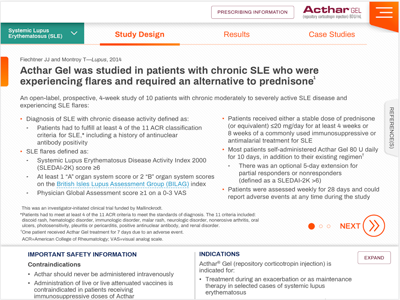 PRESCRIBING INFORMATION
Acthar GEL
(repository corticotropin injection) 80 U/mL
Systemic Lupus
Erythematosus (SLE)
Study Design
Results
Case Studies
Fiechtner JJ and Montroy T—Lupus, 2014
Acthar Gel was studied in patients with chronic SLE who were
experiencing flares and required an alternative to prednisone1
An open-label, prospective, 4-week study of 10 patients with chronic moderately to severely active SLE disease and
experiencing SLE flares:
• Diagnosis of SLE with chronic disease activity defined as:
- Patients had to fulfill at least 4 of the 11 ACR classification
criteria for SLE,* including a history of antinuclear
antibody positivity
• SLE flares defined as:
- Systemic Lupus Erythematosus Disease Activity Index 2000
(SLEDAI-2K) score ≥6
- At least 1 "A" organ system score or 2 "B" organ system scores
on the British Isles Lupus Assessment Group (BILAG) index
- Physician Global Assessment score ≥1 on a 0-3 VAS
• Patients received either a stable dose of prednisone
(or equivalent) ≤20 mg/day for at least 4 weeks or
8 weeks of a commonly used immunosuppressive or
antimalarial treatment for SLE
• Most patients self-administered Acthar Gel 80 U daily
for 10 days, in addition to their existing regimen†
- There was an optional 5-day extension for
partial responders or nonresponders
(defined as a SLEDAI-2K >6)
• Patients were assessed weekly for 28 days and could
report adverse events at any time during the study
REFERENCE(S)
This was an investigator-initiated clinical trial funded by Mallinckrodt.
*Patients had to meet at least 4 of the 11 ACR criteria to meet the standards of diagnosis. The 11 criteria included:
discoid rash, hematologic disorder, immunologic disorder, malar rash, neurologic disorder, nonerosive arthritis, oral
ulcers, photosensitivity, pleuritis or pericarditis, positive antinuclear antibody, and renal disorder.
†One patient received Acthar Gel treatment for 7 days due to an adverse event.
ACR=American College of Rheumatology; VAS=visual analog scale.
NEXT
IMPORTANT SAFETY INFORMATION
Contraindications
• Acthar should never be administered intravenously
• Administration of live or live attenuated vaccines is
contraindicated in patients receiving
immunosuppressive doses of Acthar
INDICATIONS
EXPAND
Acthar® Gel (repository corticotropin injection) is
indicated for:
• Treatment during an exacerbation or as maintenance
therapy in selected cases of systemic lupus
erythematosus